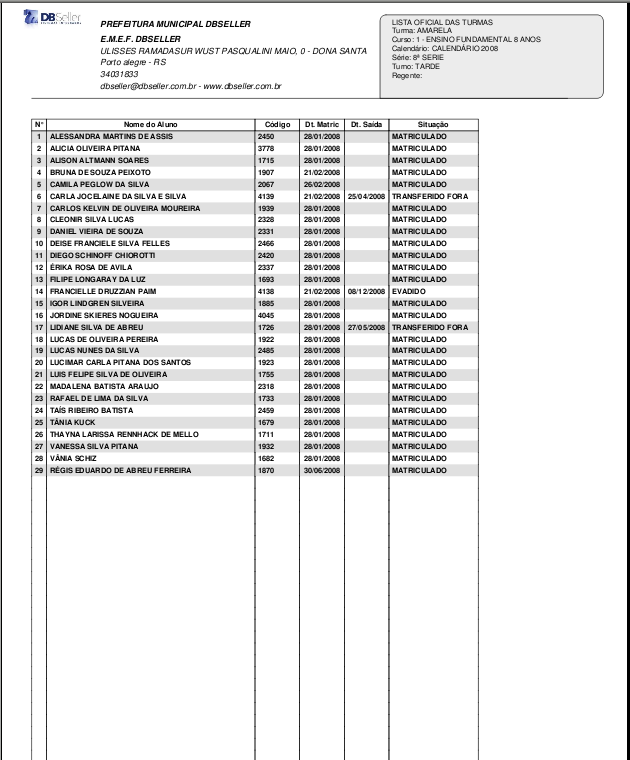 DBSeller
PREFEITURA MUNICIPAL DBSELLER
E.M.E.F. DBSELLER
ULISSES RAMADASUR WUST PASQUALINI MAIO, 0 - DONA SANTA
Porto alegre - RS
34031833
dbseller@dbseller.com.br - www.dbseller.com.br
LISTA OFICIAL DAS TURMAS
Turma: AMARELA
Curso: 1 - ENSINO FUNDAMENTAL 8 ANOS
Calendário: CALENDÁRIO 2008
Série: 8ª SERIE
Turno: TARDE
Regente:
N° Nome do Aluno Código Dt. Matric Dt. Saída Situação
1 ALESSANDRA MARTINS DE ASSIS 2450 28/01/2008 MATRICULADO
2 ALICIA OLIVEIRA PITANA 3778 28/01/2008 MATRICULADO
3 ALISON ALTMANN SOARES 1715 28/01/2008 MATRICULADO
4 BRUNA DE SOUZA PEIXOTO 1907 21/02/2008 MATRICULADO
5 CAMILA PEGLOW DA SILVA 2067 26/02/2008 MATRICULADO
6 CARLA JOCELAINE DA SILVA E SILVA 4139 21/02/2008 25/04/2008 TRANSFERIDO FORA
7 CARLOS KELVIN DE OLIVEIRA MOUREIRA 1939 28/01/2008 MATRICULADO
8 CLEONIR SILVA LUCAS 2328 28/01/2008 MATRICULADO
9 DANIEL VIEIRA DE SOUZA 2331 28/01/2008 MATRICULADO
10 DEISE FRANCIELE SILVA FELLES 2466 28/01/2008 MATRICULADO
11 DIEGO SCHINOFF CHIOROTTI 2420 28/01/2008 MATRICULADO
12 ÉRIKA ROSA DE AVILA 2337 28/01/2008 MATRICULADO
13 FILIPE LONGARAY DA LUZ 1693 28/01/2008 MATRICULADO
14 FRANCIELLE DRUZZIAN PAIM 4138 21/02/2008 08/12/2008 EVADIDO
15 IGOR LINDGREN SILVEIRA 1885 28/01/2008 MATRICULADO
16 JORDINE SKIERES NOGUEIRA 4045 28/01/2008 MATRICULADO
17 LIDIANE SILVA DE ABREU 1726 28/01/2008 27/05/2008 TRANSFERIDO FORA
18 LUCAS DE OLIVEIRA PEREIRA 1922 28/01/2008 MATRICULADO
19 LUCAS NUNES DA SILVA 2485 28/01/2008 MATRICULADO
20 LUCIMAR CARLA PITANA DOS SANTOS 1923 28/01/2008 MATRICULADO
21 LUIS FELIPE SILVA DE OLIVEIRA 1755 28/01/2008 MATRICULADO
22 MADALENA BATISTA ARAUJO 2318 28/01/2008 MATRICULADO
23 RAFAEL DE LIMA DA SILVA 1733 28/01/2008 MATRICULADO
24 TAÍS RIBEIRO BATISTA 2459 28/01/2008 MATRICULADO
25 TÂNIA KUCK 1679 28/01/2008 MATRICULADO
26 THAYNA LARISSA RENNHACK DE MELLO 1711 28/01/2008 MATRICULADO
27 VANESSA SILVA PITANA 1932 28/01/2008 MATRICULADO
28 VÂNIA SCHIZ 1682 28/01/2008 MATRICULADO
29 RÉGIS EDUARDO DE ABREU FERREIRA 1870 30/06/2008 MATRICULADO